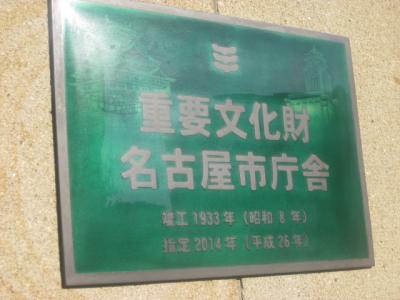 重要文化財
名古屋市庁舎
竣工 1933 年 (昭和 8 年)
指定 2014 年 (平成 26 年)